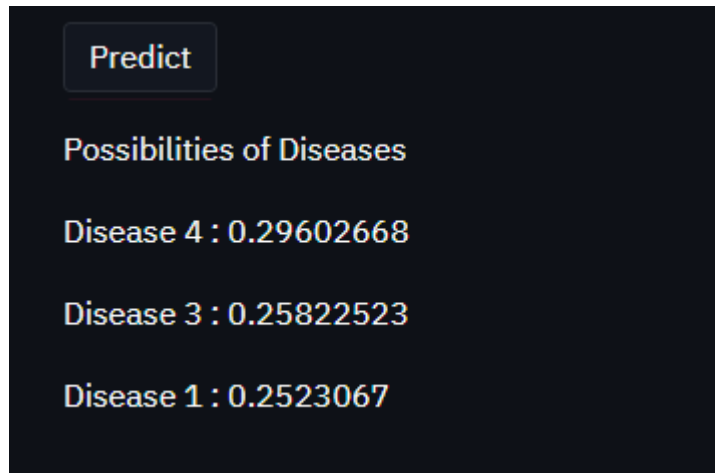 Predict
Possibilities of Diseases
Disease 4 : 0.29602668
Disease 3 : 0.25822523
Disease 1 : 0.2523067